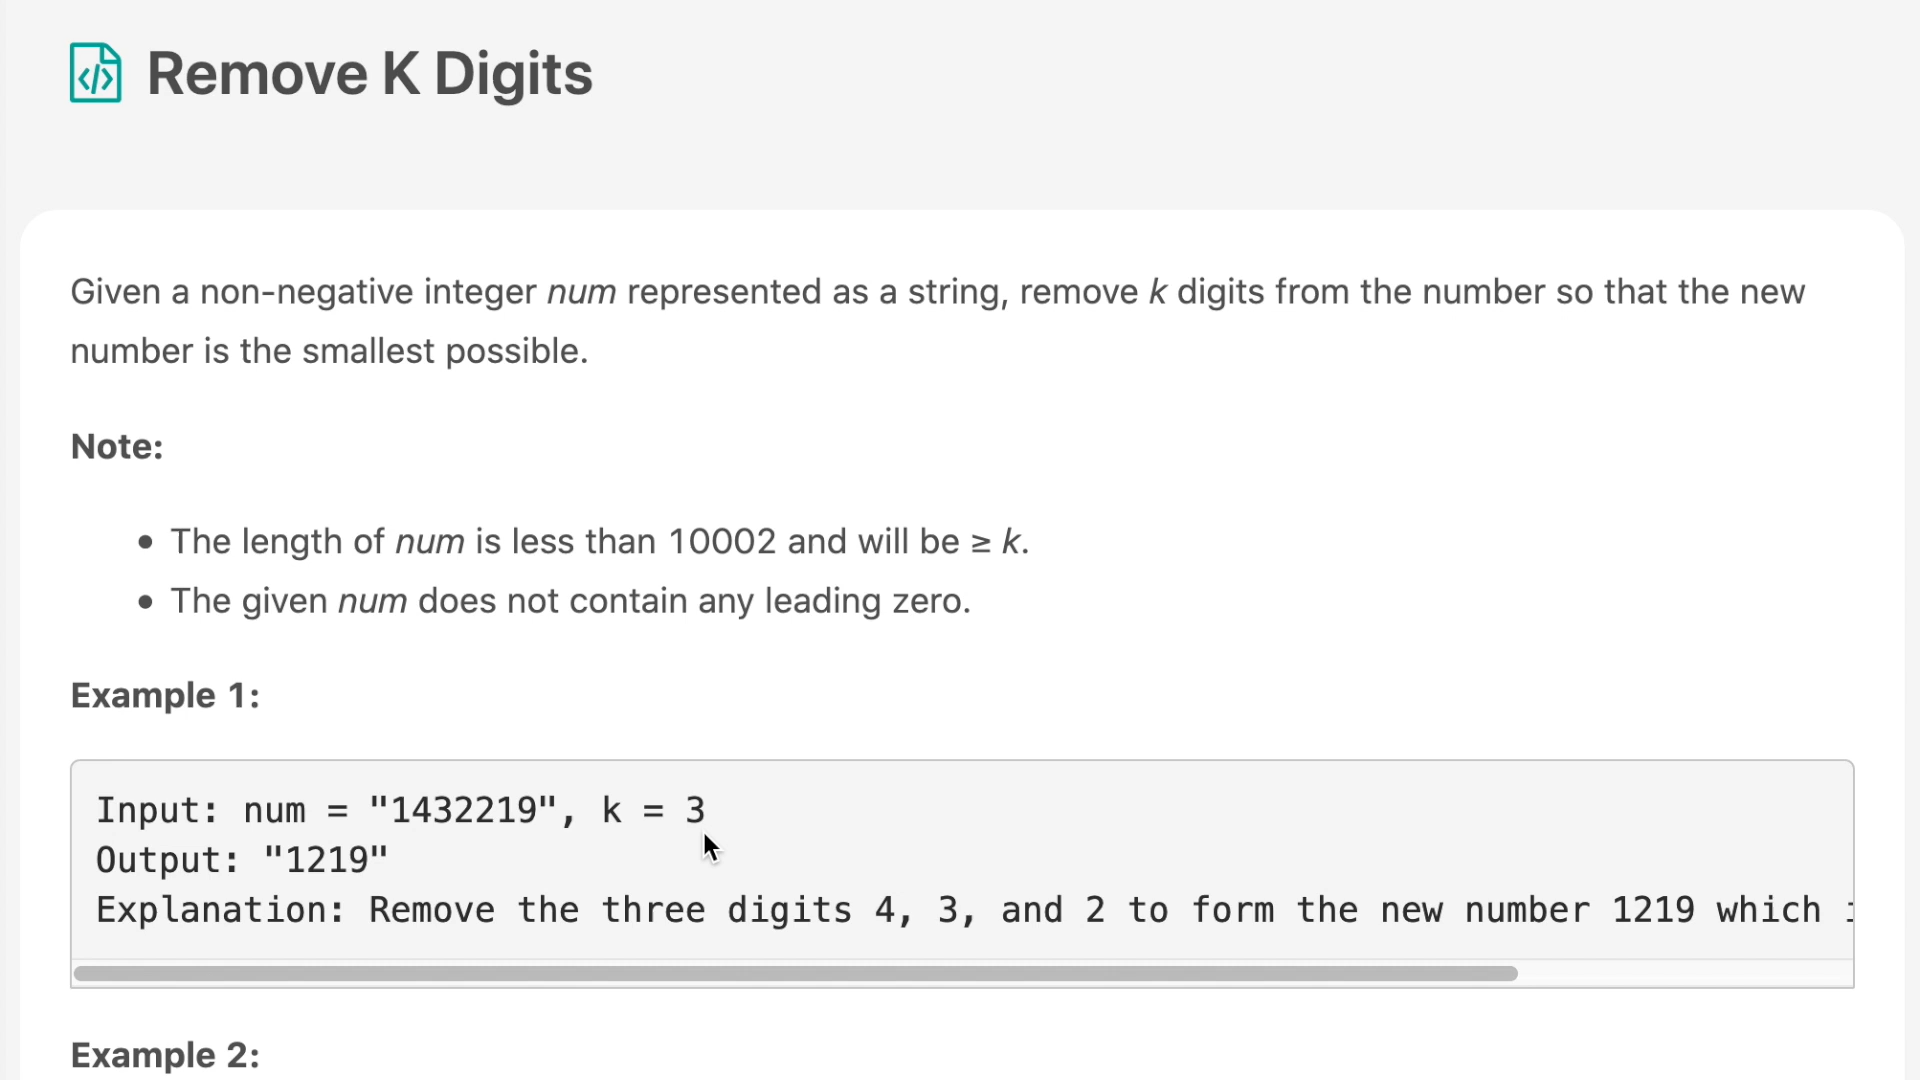 </>
Remove K Digits
Given a non-negative integer num represented as a string, remove k digits from the number so that the new
number is the smallest possible.
Note:
• The length of num is less than 10002 and will be ≥ k.
• The given num does not contain any leading zero.
Example 1:
Input: num = "1432219", k = 3
Output: "1219"
Explanation: Remove the three digits 4, 3, and 2 to form the new number 1219 which
Example 2: